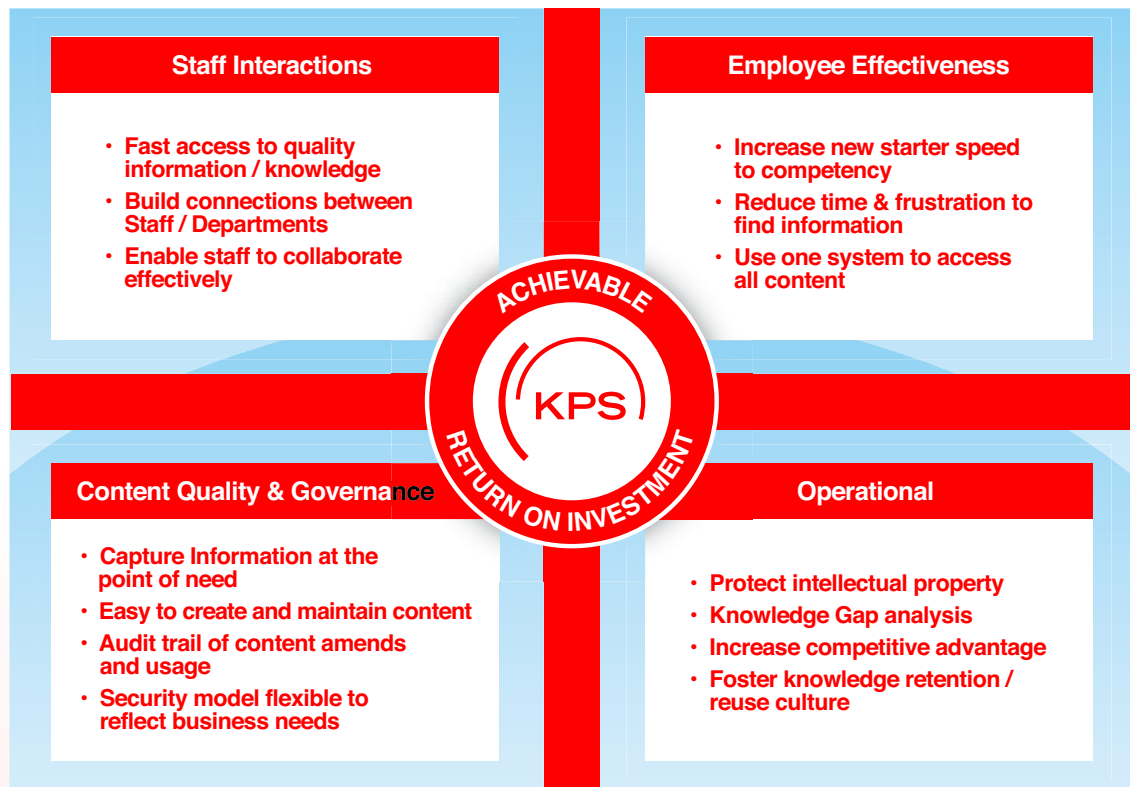 Staff Interactions
• Fast access to quality
information / knowledge
• Build connections between
Staff / Departments
• Enable staff to collaborate
effectively
Employee Effectiveness
• Increase new starter speed
to competency
• Reduce time & frustration to
find information
• Use one system to access
all content
ACHIEVABLE
KPS
RETURN ON INVESTMENT
Content Quality & Governance
• Capture Information at the
point of need
• Easy to create and maintain content
• Audit trail of content amends
and usage
• Security model flexible to
reflect business needs
Operational
• Protect intellectual property
• Knowledge Gap analysis
• Increase competitive advantage
• Foster knowledge retention /
reuse culture